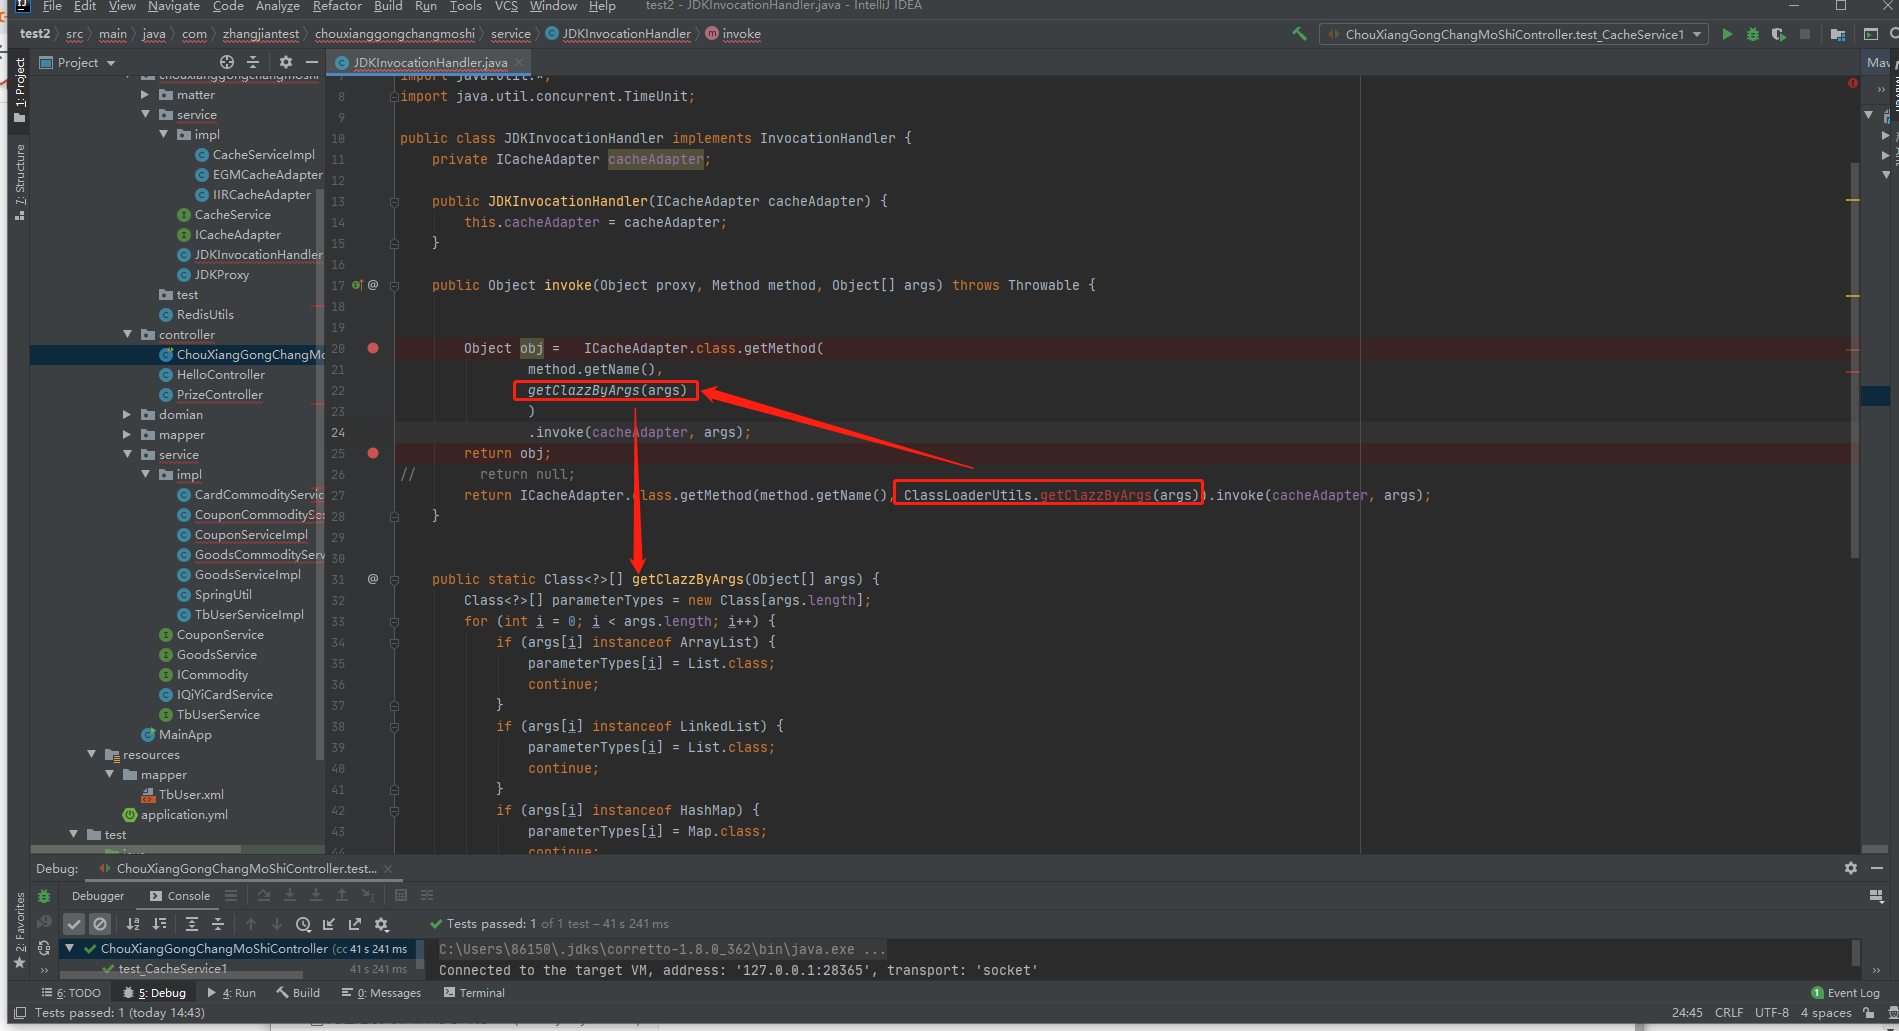 File Edit View Navigate Code Analyze Refactor Build Run Tools VCS Window Help test2 - JDKInvocationHandler.java - IntelliJ IDEA
test2 src main java com zhangjiantest chouxianggongchangmoshi service JDKInvocationHandler invoke ChouXiangGongChangMoShiController.test_CacheService1
Project JDKInvocationHandler.java Mav
1: Project
7: Structure
2: Favorites
chouxianggongchangmoshi
matter
service
impl
CacheServiceImpl
EGMCacheAdapter
IIRCacheAdapter
CacheService
ICacheAdapter
JDKInvocationHandler
JDKProxy
test
RedisUtils
controller
ChouXiangGongChangMo
HelloController
PrizeController
domian
mapper
service
impl
CardCommodityServic
CouponCommoditySe
CouponServiceImpl
GoodsCommodityServ
GoodsServiceImpl
SpringUtil
TbUserServiceImpl
CouponService
GoodsService
ICommodity
IQiYiCardService
TbUserService
MainApp
resources
mapper
TbUser.xml
application.yml
test
java
import java.util.*;
8 import java.util.concurrent.TimeUnit;
9
10 public class JDKInvocationHandler implements InvocationHandler {
11 private ICacheAdapter cacheAdapter;
12
13 public JDKInvocationHandler(ICacheAdapter cacheAdapter) {
14 this.cacheAdapter = cacheAdapter;
15 }
16
17 public Object invoke(Object proxy, Method method, Object[] args) throws Throwable {
18
19
20 Object obj = ICacheAdapter.class.getMethod(
21 method.getName(),
22 getClazzByArgs(args)
23 )
24 .invoke(cacheAdapter, args);
25 return obj;
26 // return null;
27 return ICacheAdapter.class.getMethod(method.getName(), ClassLoaderUtils.getClazzByArgs(args)).invoke(cacheAdapter, args);
28 }
29
30
31 public static Class<?>[] getClazzByArgs(Object[] args) {
32 Class<?>[] parameterTypes = new Class[args.length];
33 for (int i = 0; i < args.length; i++) {
34 if (args[i] instanceof ArrayList) {
35 parameterTypes[i] = List.class;
36 continue;
37 }
38 if (args[i] instanceof LinkedList) {
39 parameterTypes[i] = List.class;
40 continue;
41 }
42 if (args[i] instanceof HashMap) {
43 parameterTypes[i] = Map.class;
44 continue;
Debug: ChouXiangGongChangMoShiController.test...
Debugger Console
Tests passed: 1 of 1 test – 41 s 241 ms
ChouXiangGongChangMoShiController (cc 41 s 241 ms
test_CacheService1 41 s 241 ms
C:\Users\86150\.jdks\corretto-1.8.0_362\bin\java.exe ...
Connected to the target VM, address: '127.0.0.1:28365', transport: 'socket'
6: TODO 5: Debug 4: Run Build 0: Messages Terminal 1 Event Log
Tests passed: 1 (today 14:43) 24:45 CRLF UTF-8 4 spaces